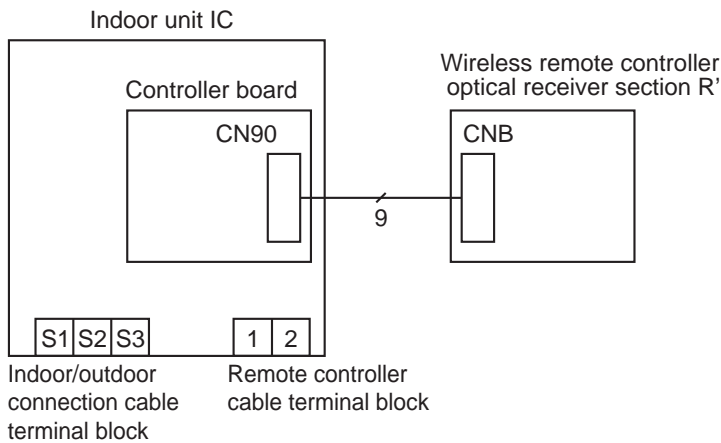 Indoor unit IC
Wireless remote controller
optical receiver section R’
Controller board
CN90
CNB
9
S1 S2 S3
1 2
Indoor/outdoor
connection cable
terminal block
Remote controller
cable terminal block